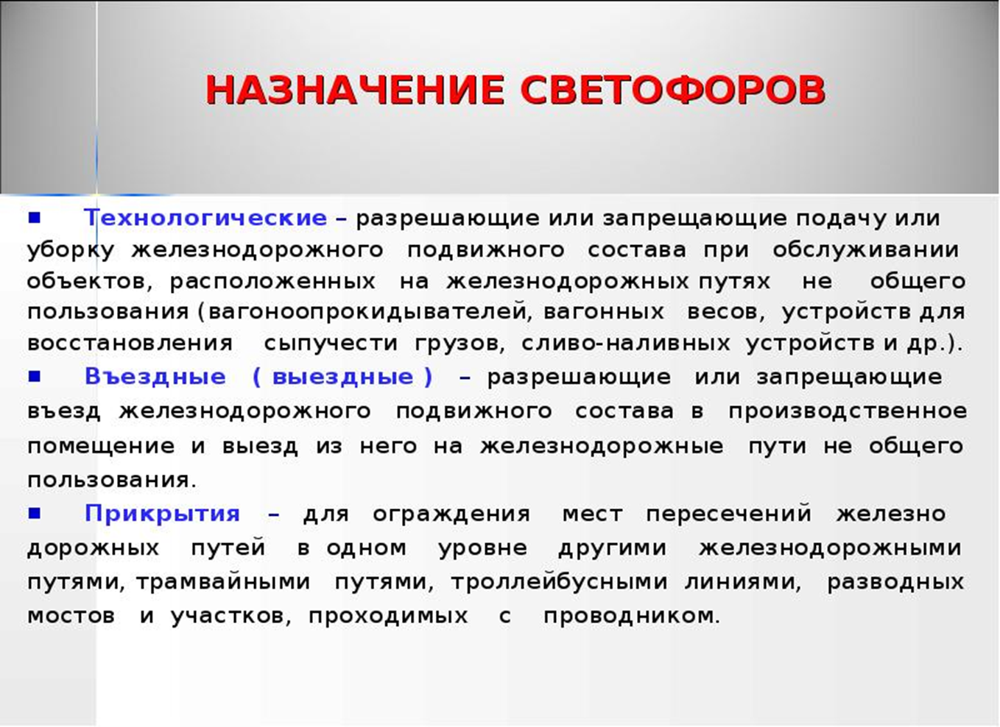 НАЗНАЧЕНИЕ СВЕТОФОРОВ
▪ Технологические – разрешающие или запрещающие подачу или
уборку железнодорожного подвижного состава при обслуживании
объектов, расположенных на железнодорожных путях не общего
пользования (вагоноопрокидывателей, вагонных весов, устройств для
восстановления сыпучести грузов, сливо-наливных устройств и др.).
▪ Въездные ( выездные ) – разрешающие или запрещающие
въезд железнодорожного подвижного состава в производственное
помещение и выезд из него на железнодорожные пути не общего
пользования.
▪ Прикрытия – для ограждения мест пересечений железно
дорожных путей в одном уровне другими железнодорожными
путями, трамвайными путями, троллейбусными линиями, разводных
мостов и участков, проходимых с проводником.